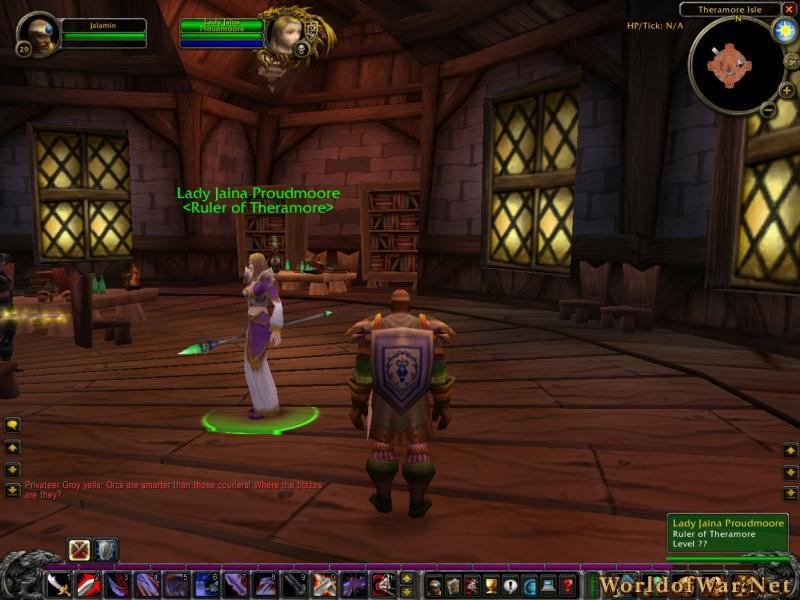 Jalamin
29
Lady Jaina
Proudmoore
Theramore Isle
N
HP/Tick: N/A
Lady Jaina Proudmoore
<Ruler of Theramore>
Privateer Groy yells: Orcs are smarter than those couriers! Where the blazes
are they?
Lady Jaina Proudmoore
Ruler of Theramore
Level ??
WorldofWar.Net